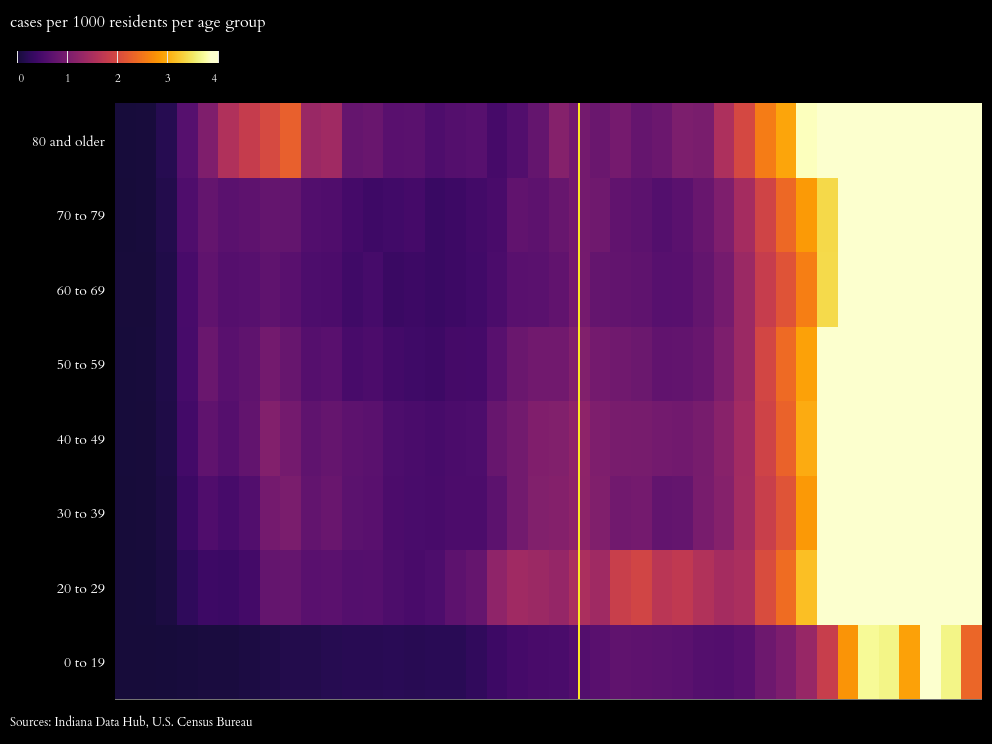 cases per 1000 residents per age group
0 1 2 3 4
80 and older
70 to 79
60 to 69
50 to 59
40 to 49
30 to 39
20 to 29
0 to 19
Sources: Indiana Data Hub, U.S. Census Bureau